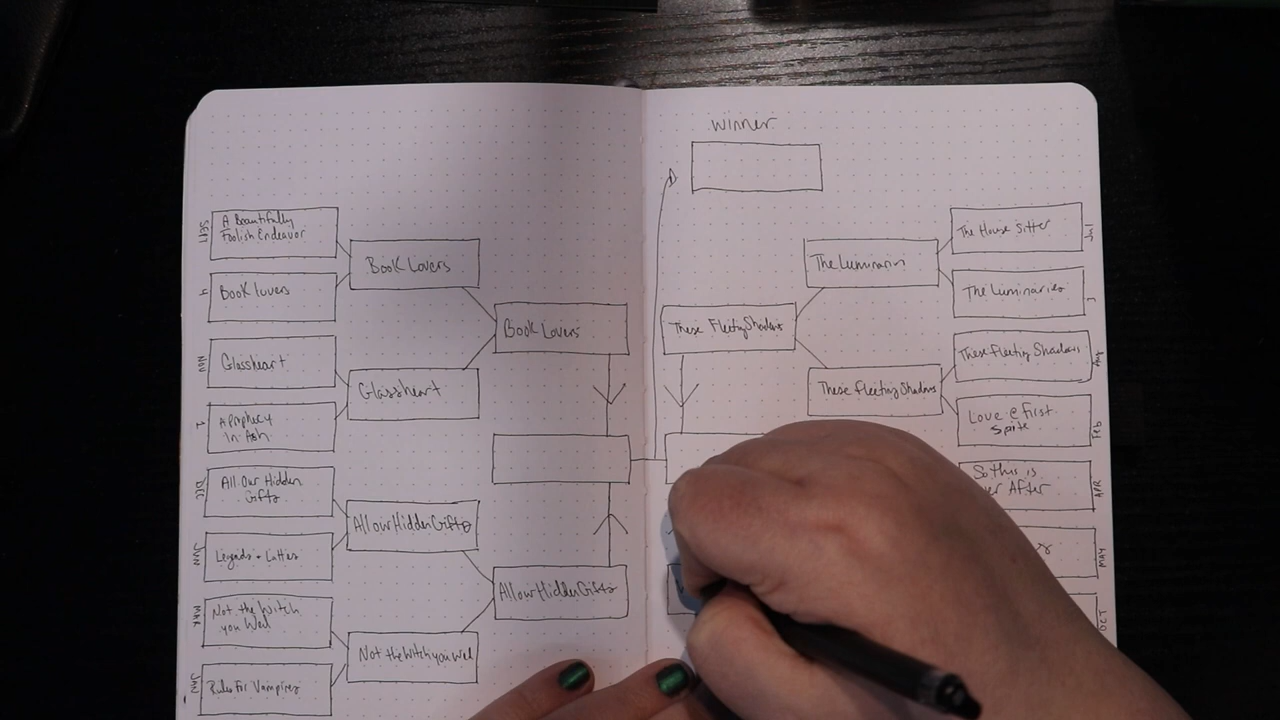 Winner
SEPT
A Beautifully
Foolish Endeavor
Book lovers
NOV
Glassheart
A Prophecy
In Ash
DEC
All Our Hidden
Gifts
Legends + Lattes
MAR
Not the Witch
you Wed
JAN
Rules For Vampires
Book Lovers
Glassheart
All our Hidden Gifts
Not the Witch you Wed
Book Lovers
All our Hidden Gifts
These Fleeting Shadows
The Luminaries
These Fleeting Shadows
The House Sitter
Jul
The Luminaries
J
These Fleeting Shadows
Aug
Love @ First
Spite
Feb
So this is
er After
APR
MAY
OCT